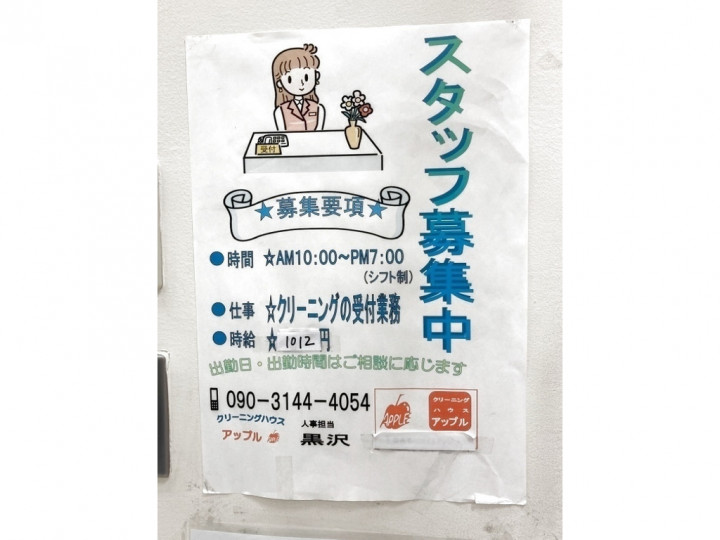 スタッフ募集中
受付
★募集要項★
●時間 ☆AM10:00～PM7:00
(シフト制)
●仕事 ☆クリーニングの受付業務
●時給 ☆1012円
出勤日・出勤時間はご相談に応じます
090-3144-4054
クリーニングハウス
アップル
人事担当
黒沢
APPLE
クリーニング
ハウス
アップル